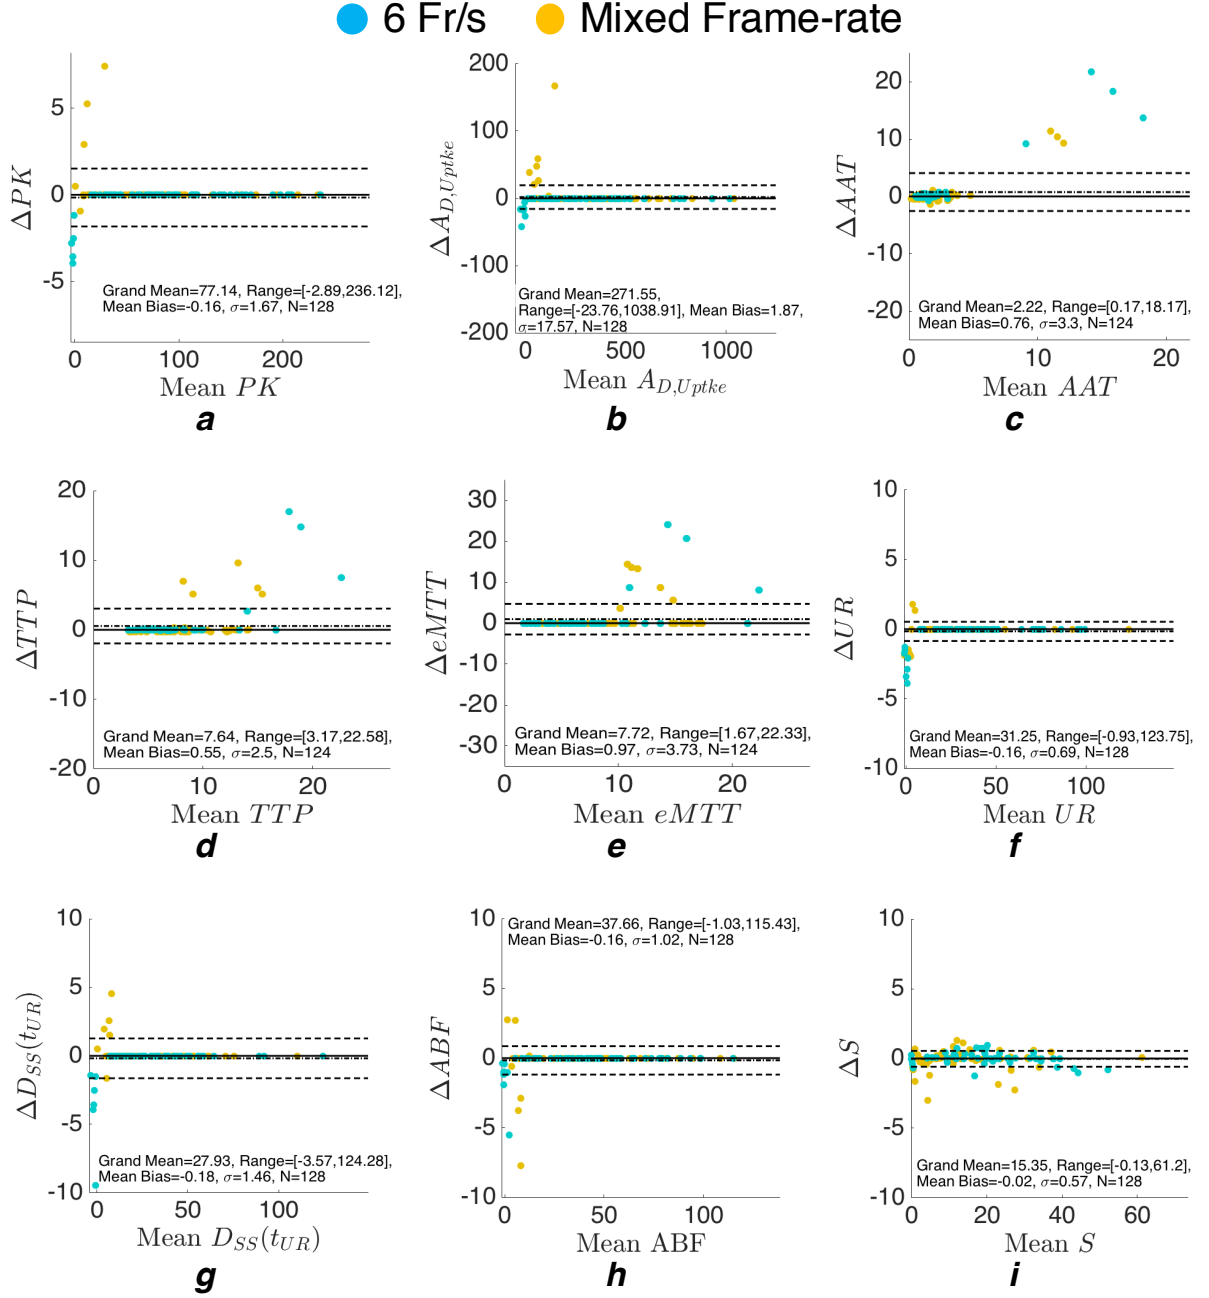 6 Fr/s Mixed Frame-rate
5
0
-5
ΔPK
Grand Mean=77.14, Range=[-2.89,236.12],
Mean Bias=-0.16, σ=1.67, N=128
0 100 200
Mean PK
a
200
100
0
-100
-200
ΔA_{D,Uptke}
Grand Mean=271.55,
Range=[-23.76,1038.91], Mean Bias=1.87,
σ=17.57, N=128
0 500 1000
Mean A_{D,Uptke}
b
20
10
0
-10
-20
ΔAAT
Grand Mean=2.22, Range=[0.17,18.17],
Mean Bias=0.76, σ=3.3, N=124
0 10 20
Mean AAT
c
20
10
0
-10
-20
ΔTTP
Grand Mean=7.64, Range=[3.17,22.58],
Mean Bias=0.55, σ=2.5, N=124
0 10 20
Mean TTP
d
30
20
10
0
-10
-20
-30
ΔeMTT
Grand Mean=7.72, Range=[1.67,22.33],
Mean Bias=0.97, σ=3.73, N=124
0 10 20
Mean eMTT
e
10
5
0
-5
-10
ΔUR
Grand Mean=31.25, Range=[-0.93,123.75],
Mean Bias=-0.16, σ=0.69, N=128
0 50 100
Mean UR
f
10
5
0
-5
-10
ΔD_{SS}(t_{UR})
Grand Mean=27.93, Range=[-3.57,124.28],
Mean Bias=-0.18, σ=1.46, N=128
0 50 100
Mean D_{SS}(t_{UR})
g
10
5
0
-5
-10
ΔABF
Grand Mean=37.66, Range=[-1.03,115.43],
Mean Bias=-0.16, σ=1.02, N=128
0 50 100
Mean ABF
h
10
5
0
-5
-10
ΔS
Grand Mean=15.35, Range=[-0.13,61.2],
Mean Bias=-0.02, σ=0.57, N=128
0 20 40 60
Mean S
i